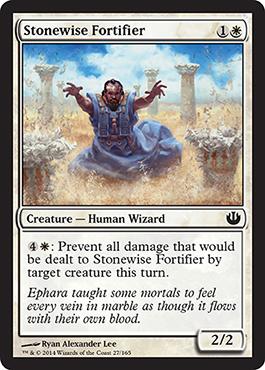 Stonewise Fortifier 1
Creature — Human Wizard
4: Prevent all damage that would
be dealt to Stonewise Fortifier by
target creature this turn.
Ephara taught some mortals to feel
every vein in marble as though it flows
with their own blood.
2/2
Ryan Alexander Lee
™ & © 2014 Wizards of the Coast 27/165